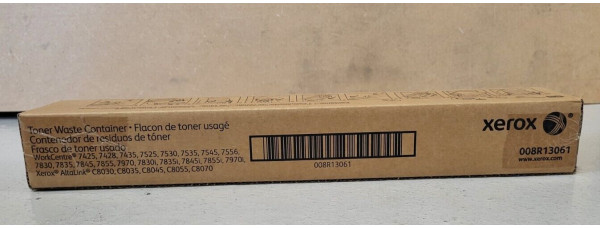 Toner Waste Container • Flacon de toner usagé
Contenedor de residuos de tóner
Frasco de toner usado
WorkCentre® 7425, 7428, 7435, 7525, 7530, 7535, 7545, 7556,
7830, 7835, 7845, 7855, 7970, 7830i, 7835i, 7845i, 7855i, 7970i,
Xerox® AltaLink® C8030, C8035, C8045, C8055, C8070
008R13061
xerox
008R13061
www.xerox.com